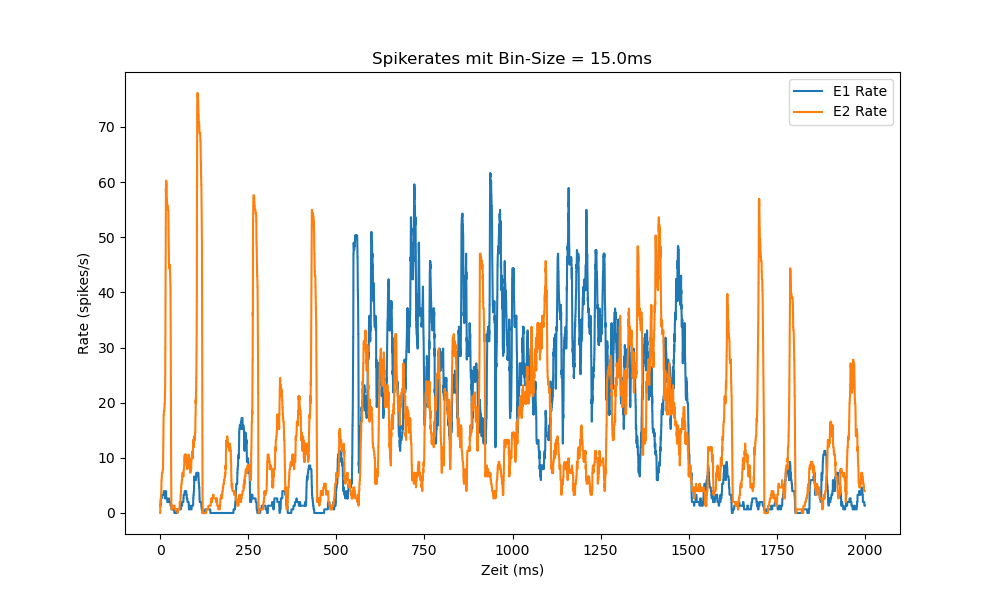 Spikerates mit Bin-Size = 15.0ms
E1 Rate
E2 Rate
70
60
50
40
30
20
10
0
Rate (spikes/s)
0 250 500 750 1000 1250 1500 1750 2000
Zeit (ms)